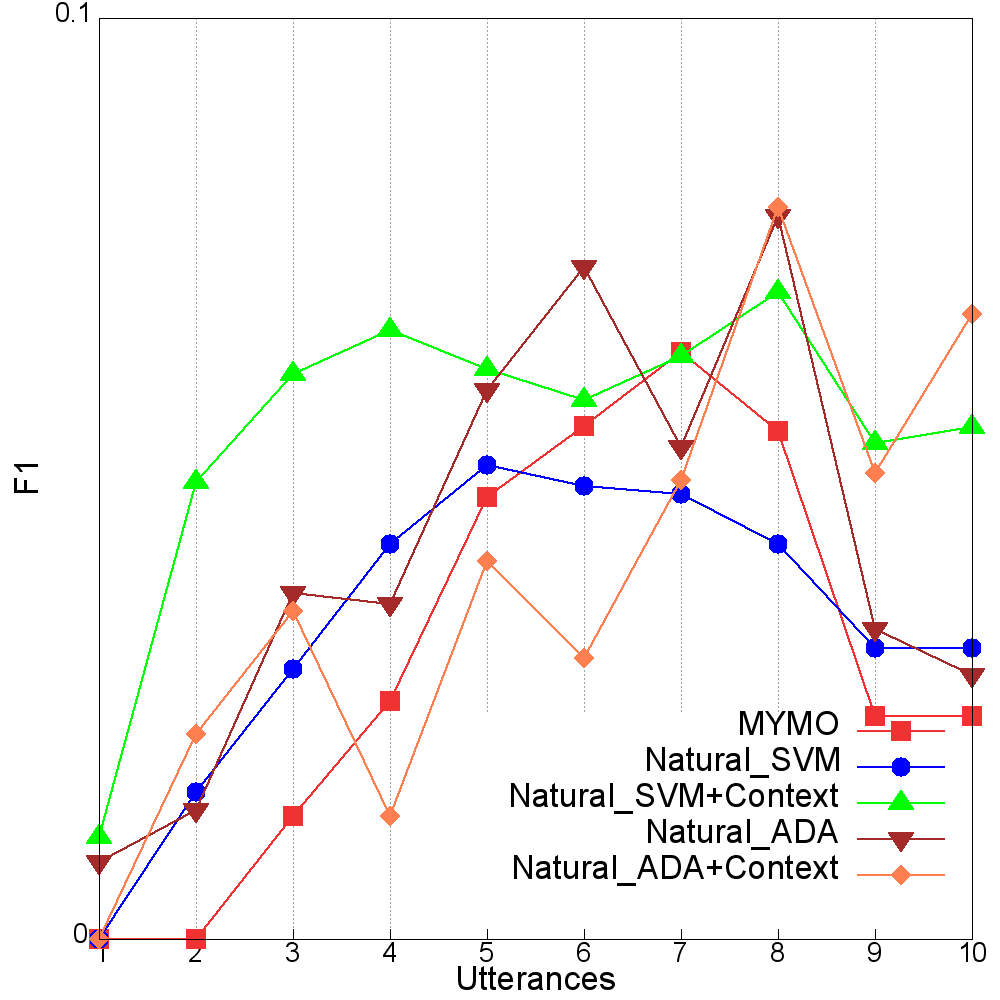 0.1
F1
0
1 2 3 4 5 6 7 8 9 10
Utterances
MYMO
Natural_SVM
Natural_SVM+Context
Natural_ADA
Natural_ADA+Context